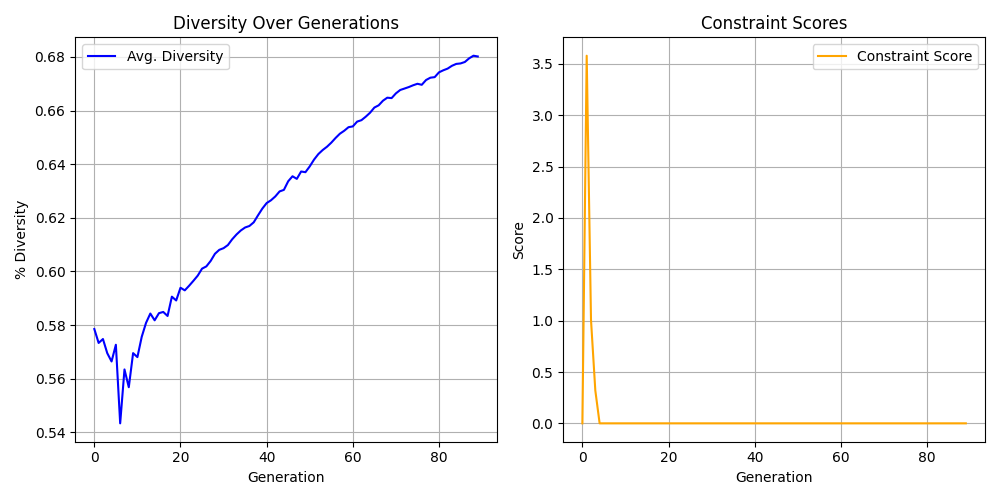 Diversity Over Generations
Avg. Diversity
% Diversity
0.68
0.66
0.64
0.62
0.60
0.58
0.56
0.54
0 20 40 60 80
Generation
Constraint Scores
Constraint Score
Score
3.5
3.0
2.5
2.0
1.5
1.0
0.5
0.0
0 20 40 60 80
Generation